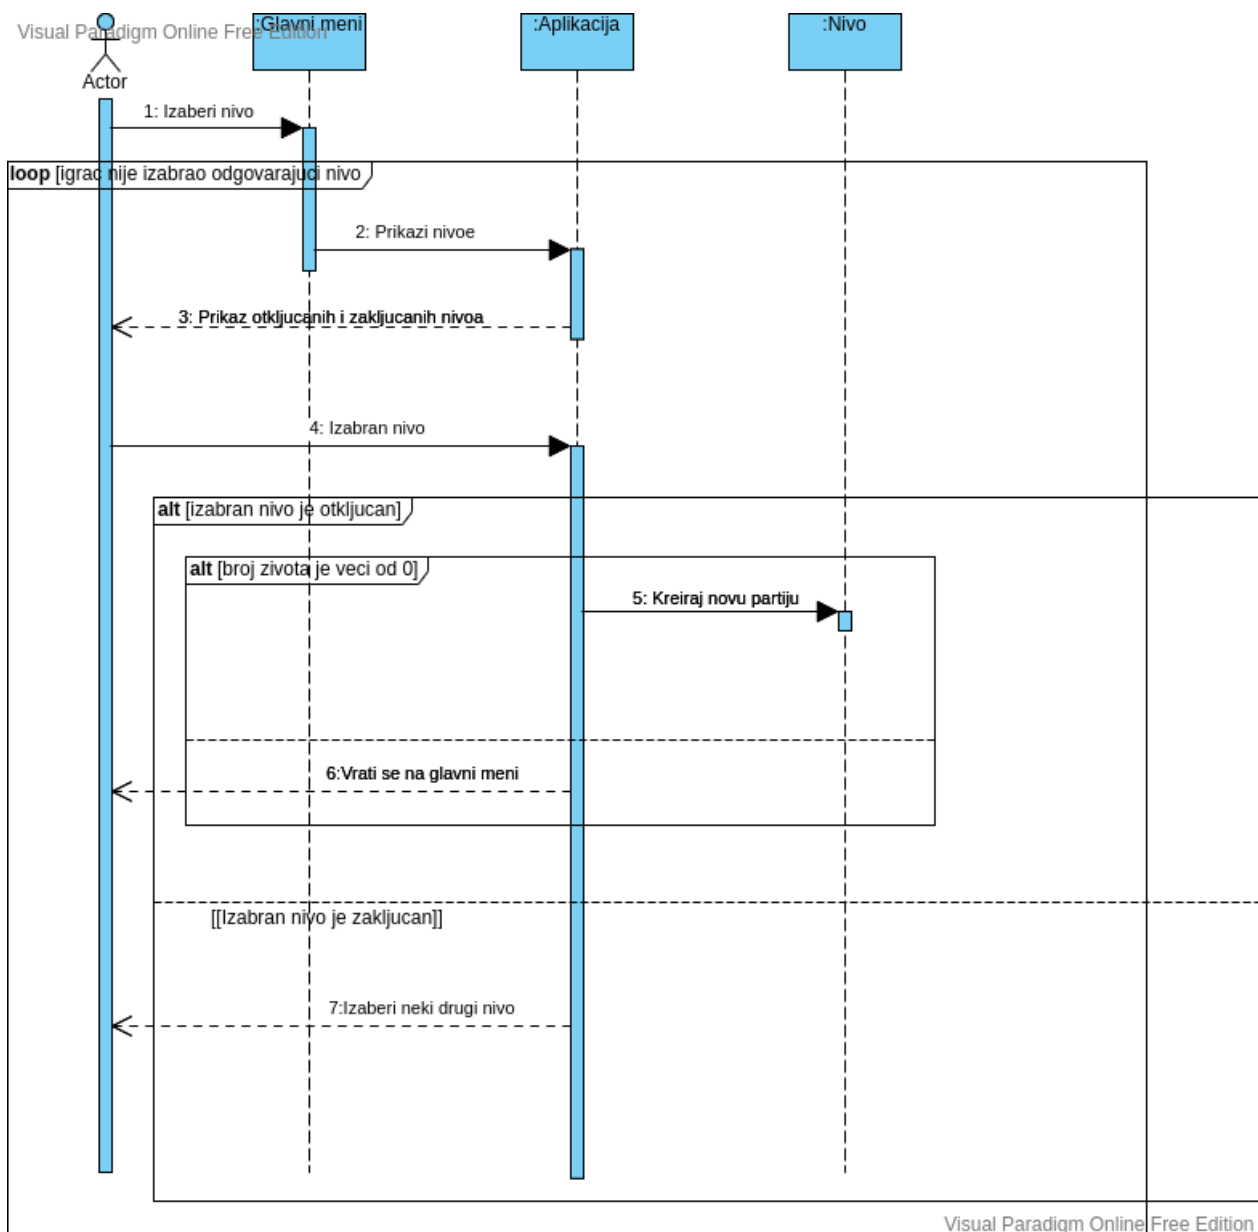 Visual Paradigm Online Free Edition
:Glavni meni
:Aplikacija
:Nivo
Actor
1: Izaberi nivo
loop [igrac nije izabrao odgovarajuci nivo
2: Prikazi nivoe
3: Prikaz otkljucanih i zakljucanih nivoa
4: Izabran nivo
alt [izabran nivo je otkljucan]
alt [broj zivota je veci od 0]
5: Kreiraj novu partiju
6:Vrati se na glavni meni
[[Izabran nivo je zakljucan]]
7:Izaberi neki drugi nivo
Visual Paradigm Online Free Edition